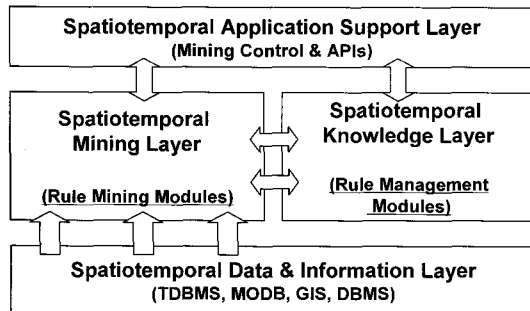 Spatiotemporal Application Support Layer
(Mining Control & APIs)
Spatiotemporal
Mining Layer
(Rule Mining Modules)
Spatiotemporal
Knowledge Layer
(Rule Management
Modules)
Spatiotemporal Data & Information Layer
(TDBMS, MODB, GIS, DBMS)